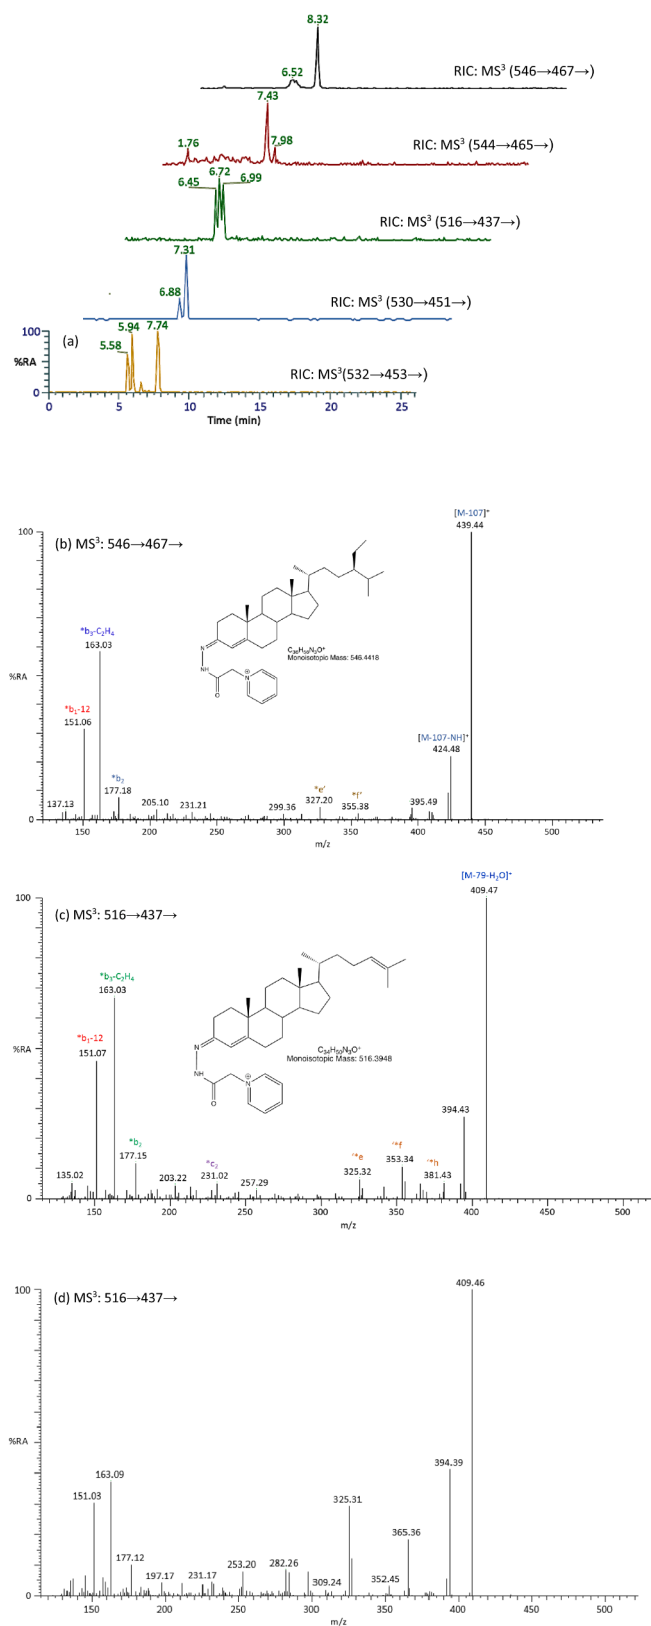 8.32
6.52
RIC: MS³ (546→467→)
7.43
1.76
7.98
RIC: MS³ (544→465→)
6.72
6.45
6.99
RIC: MS³ (516→437→)
7.31
6.88
RIC: MS³ (530→451→)
100
(a)
5.94
7.74
5.58
%RA
RIC: MS³(532→453→)
0
0 5 10 15 20 25
Time (min)
[M-107]⁺
439.44
100
(b) MS³: 546→467→
*b₃-C₂H₄
163.03
C₃₆H₅₆N₃O⁺
Monoisotopic Mass: 546.4418
N
NH
N
O
%RA
*b₁-12
151.06
[M-107-NH]⁺
424.48
*b₂
177.18
*e'
327.20
*f'
355.38
137.13
205.10
231.21
299.36
395.49
0
150 200 250 300 350 400 450 500
m/z
[M-79-H₂O]⁺
409.47
100
(c) MS³: 516→437→
*b₃-C₂H₄
163.03
*b₁-12
151.07
%RA
N
NH
N
O
C₃₄H₅₀N₃O⁺
Monoisotopic Mass: 516.3948
394.43
*b₂
177.15
*c₂
231.02
'*e
325.32
'*f
353.34
'*h
381.43
135.02
203.22
257.29
0
150 200 250 300 350 400 450 500
m/z
409.46
100
(d) MS³: 516→437→
%RA
394.39
163.09
151.03
325.31
365.36
177.12
197.17
231.17
253.20
282.26
309.24
352.45
0
150 200 250 300 350 400 450 500
m/z